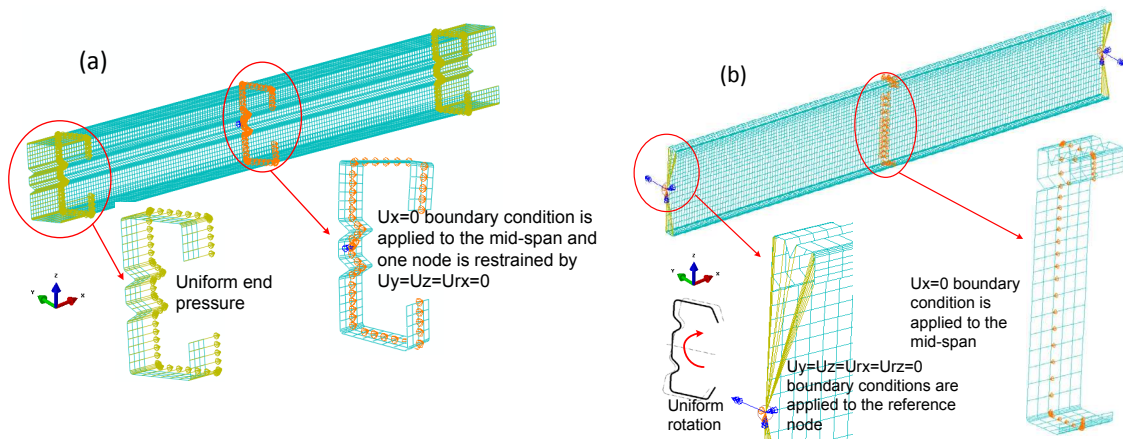 (a)
Uniform end
pressure
Ux=0 boundary condition is
applied to the mid-span and
one node is restrained by
Uy=Uz=Urx=0
Z
Y
X
(b)
Ux=0 boundary
condition is
applied to the
mid-span
Z
Y
X
Uy=Uz=Urx=Urz=0
boundary conditions are
applied to the reference
node
Uniform
rotation